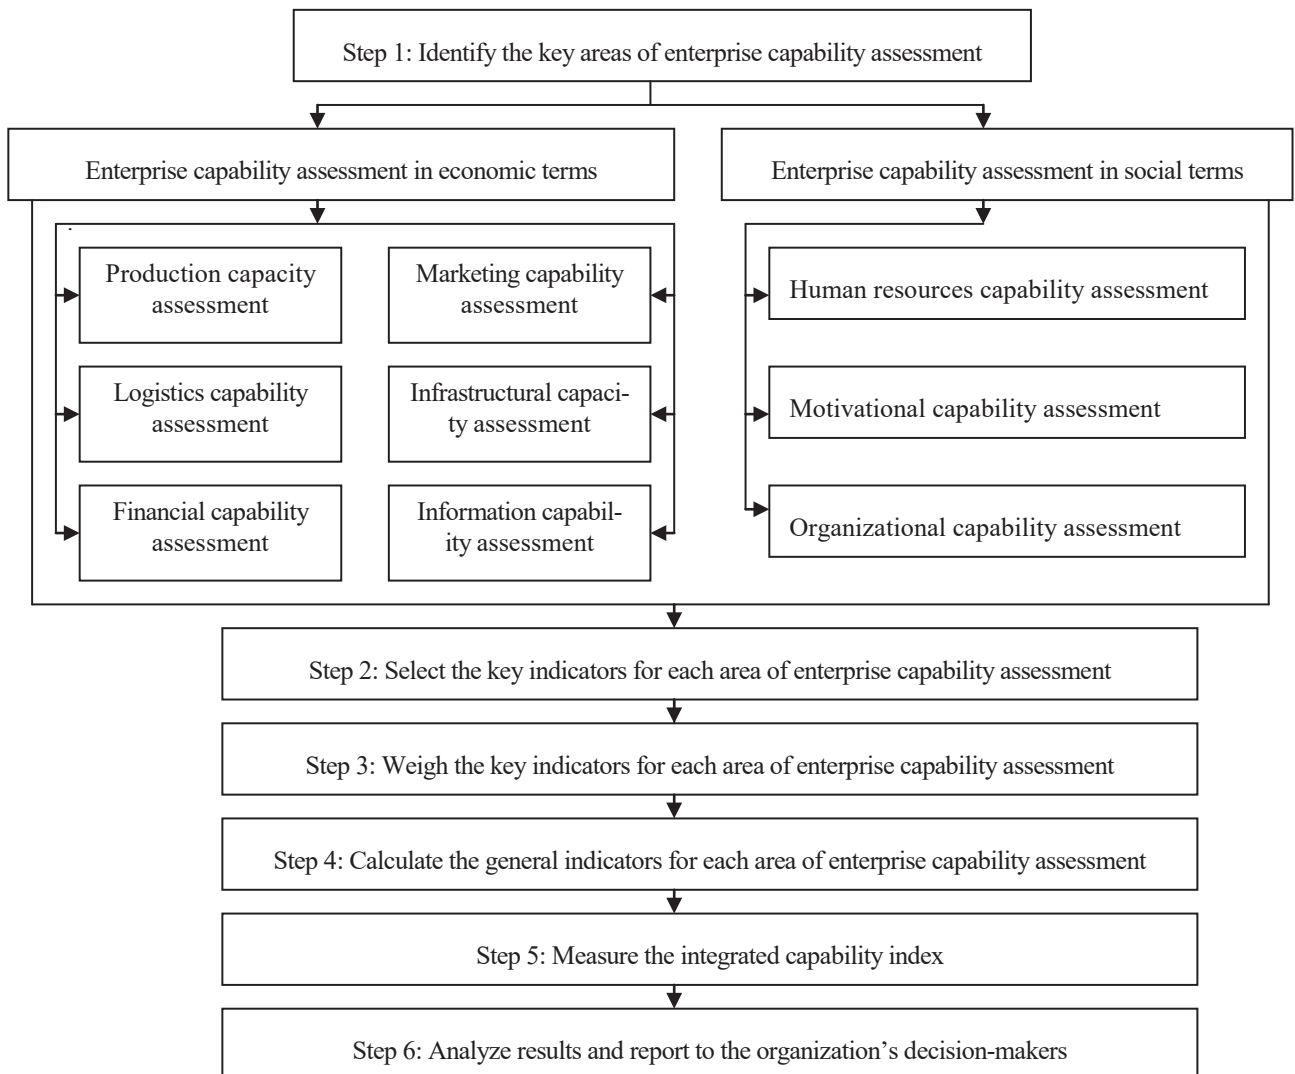 Step 1: Identify the key areas of enterprise capability assessment
Enterprise capability assessment in economic terms
Enterprise capability assessment in social terms
Production capacity
assessment
Marketing capability
assessment
Human resources capability assessment
Logistics capability
assessment
Infrastructural capaci-
ty assessment
Motivational capability assessment
Financial capability
assessment
Information capabil-
ity assessment
Organizational capability assessment
Step 2: Select the key indicators for each area of enterprise capability assessment
Step 3: Weigh the key indicators for each area of enterprise capability assessment
Step 4: Calculate the general indicators for each area of enterprise capability assessment
Step 5: Measure the integrated capability index
Step 6: Analyze results and report to the organization’s decision-makers